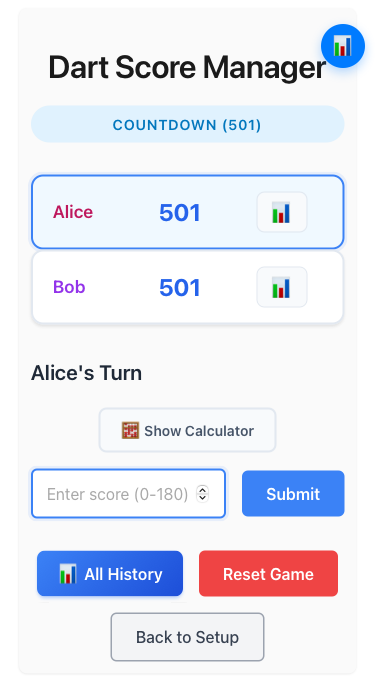 Dart Score Manager
COUNTDOWN (501)
Alice 501
Bob 501
Alice's Turn
Show Calculator
Enter score (0-180) Submit
All History Reset Game
Back to Setup